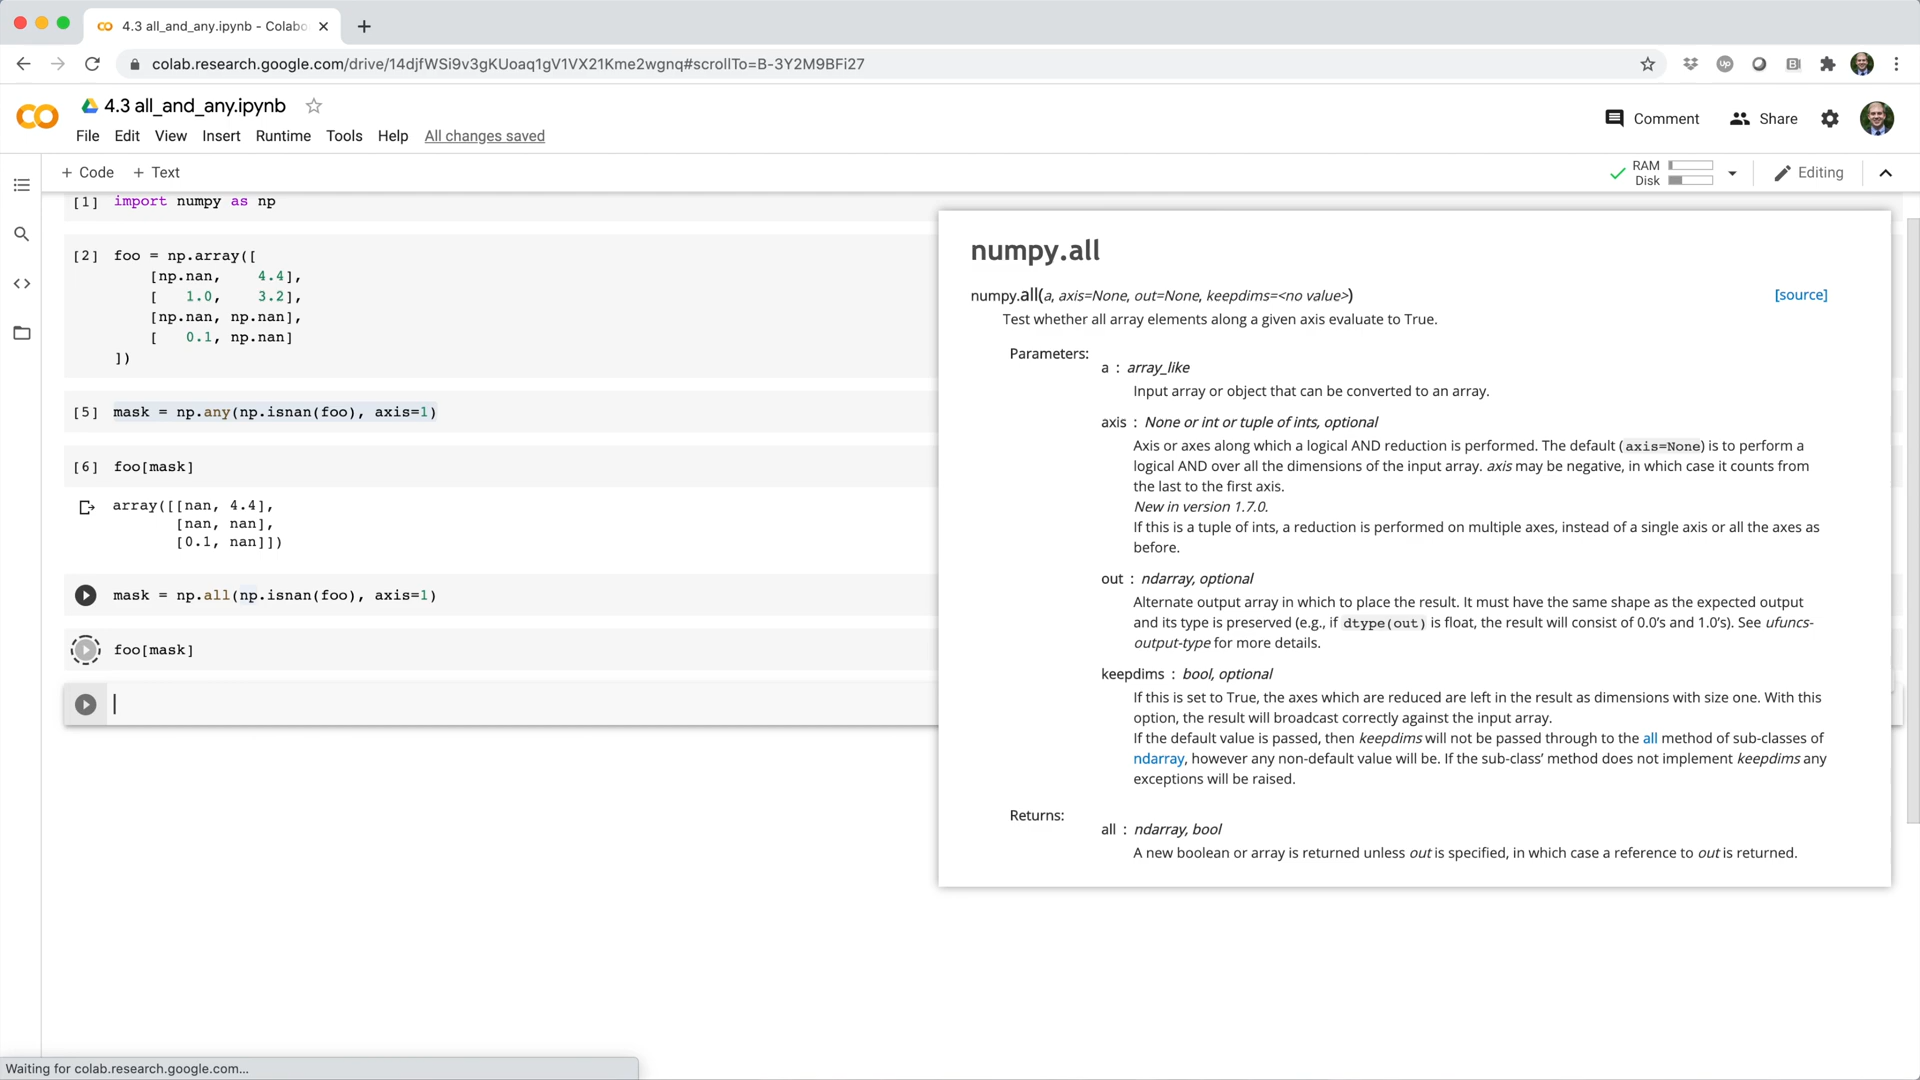 4.3 all_and_any.ipynb - Colabo
colab.research.google.com/drive/14djfWSi9v3gKUoaq1gV1VX21Kme2wgnq#scrollTo=B-3Y2M9BFi27
4.3 all_and_any.ipynb
File Edit View Insert Runtime Tools Help All changes saved
Comment Share
+ Code + Text
RAM
Disk
Editing
[1] import numpy as np
[2] foo = np.array([
[np.nan, 4.4],
[ 1.0, 3.2],
[np.nan, np.nan],
[ 0.1, np.nan]
])
[5] mask = np.any(np.isnan(foo), axis=1)
[6] foo[mask]
array([[nan, 4.4],
[nan, nan],
[0.1, nan]])
mask = np.all(np.isnan(foo), axis=1)
foo[mask]
numpy.all
numpy.all(a, axis=None, out=None, keepdims=<no value>) [source]
Test whether all array elements along a given axis evaluate to True.
Parameters:
a : array_like
Input array or object that can be converted to an array.
axis : None or int or tuple of ints, optional
Axis or axes along which a logical AND reduction is performed. The default (axis=None) is to perform a
logical AND over all the dimensions of the input array. axis may be negative, in which case it counts from
the last to the first axis.
New in version 1.7.0.
If this is a tuple of ints, a reduction is performed on multiple axes, instead of a single axis or all the axes as
before.
out : ndarray, optional
Alternate output array in which to place the result. It must have the same shape as the expected output
and its type is preserved (e.g., if dtype(out) is float, the result will consist of 0.0's and 1.0's). See ufuncs-
output-type for more details.
keepdims : bool, optional
If this is set to True, the axes which are reduced are left in the result as dimensions with size one. With this
option, the result will broadcast correctly against the input array.
If the default value is passed, then keepdims will not be passed through to the all method of sub-classes of
ndarray, however any non-default value will be. If the sub-class' method does not implement keepdims any
exceptions will be raised.
Returns:
all : ndarray, bool
A new boolean or array is returned unless out is specified, in which case a reference to out is returned.
Waiting for colab.research.google.com...